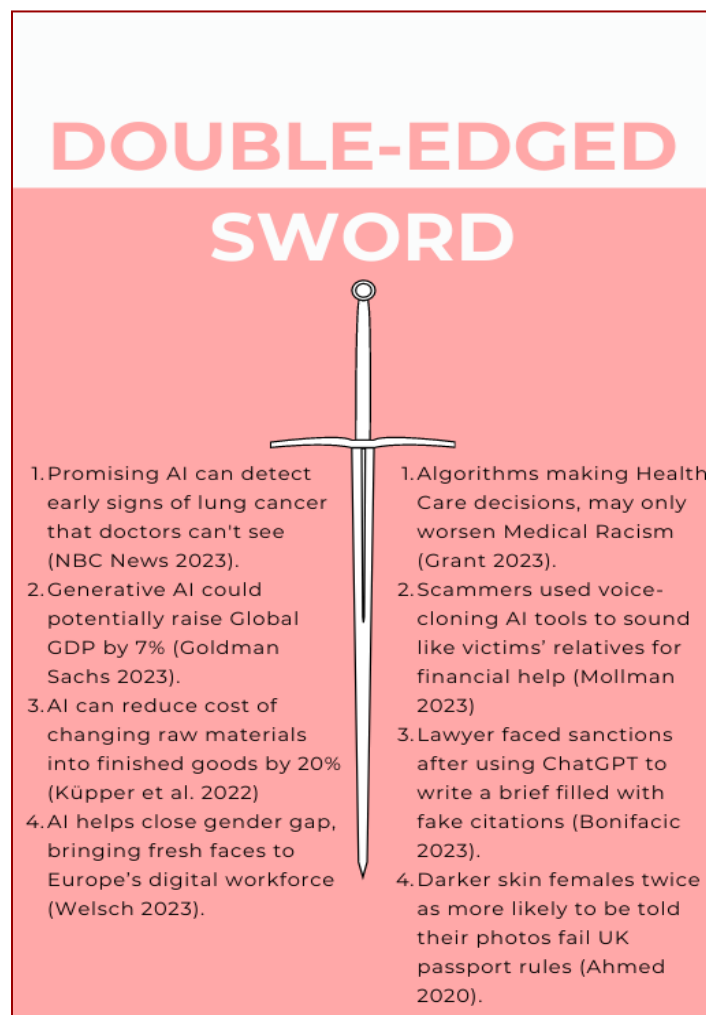 DOUBLE-EDGED
SWORD
1. Promising AI can detect
early signs of lung cancer
that doctors can't see
(NBC News 2023).
2. Generative AI could
potentially raise Global
GDP by 7% (Goldman
Sachs 2023).
3. AI can reduce cost of
changing raw materials
into finished goods by 20%
(Küpper et al. 2022)
4. AI helps close gender gap,
bringing fresh faces to
Europe’s digital workforce
(Welsch 2023).
1. Algorithms making Health
Care decisions, may only
worsen Medical Racism
(Grant 2023).
2. Scammers used voice-
cloning AI tools to sound
like victims’ relatives for
financial help (Mollman
2023)
3. Lawyer faced sanctions
after using ChatGPT to
write a brief filled with
fake citations (Bonifacic
2023).
4. Darker skin females twice
as more likely to be told
their photos fail UK
passport rules (Ahmed
2020).